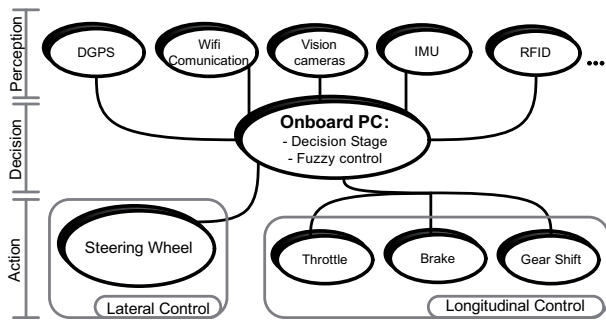 Perception
DGPS
Wifi
Comunication
Vision
cameras
IMU
RFID
...
Decision
Onboard PC:
- Decision Stage
- Fuzzy control
Action
Steering Wheel
Throttle
Brake
Gear Shift
Lateral Control
Longitudinal Control